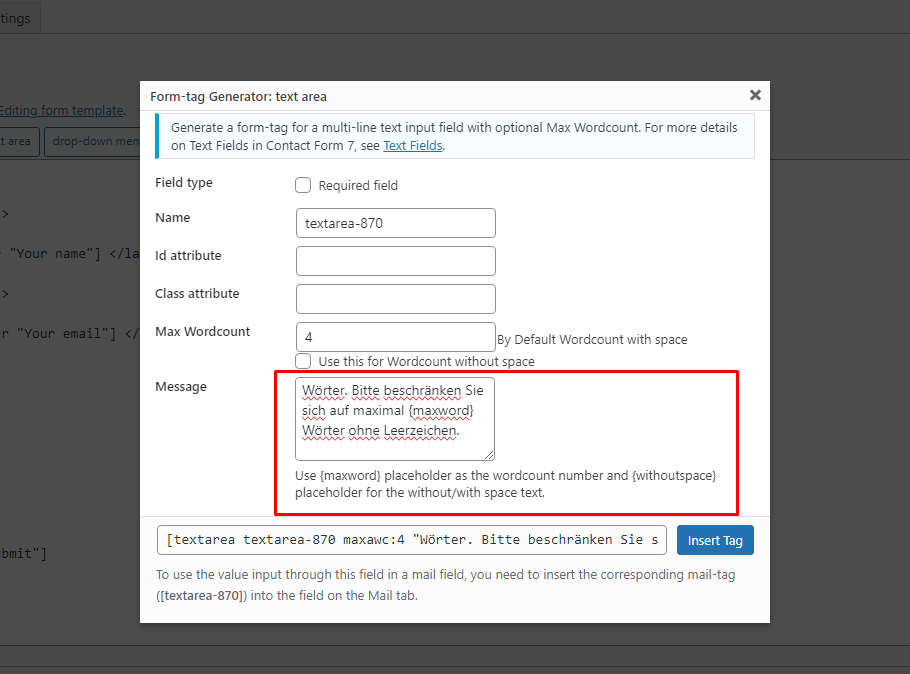 tings
Form-tag Generator: text area
Editing form template.
Generate a form-tag for a multi-line text input field with optional Max Wordcount. For more details
on Text Fields in Contact Form 7, see Text Fields.
t area
drop-down men
Field type
Required field
>
Name
textarea-870
"Your name"] </la
Id attribute
>
Class attribute
r "Your email"] </
Max Wordcount
4
By Default Wordcount with space
Use this for Wordcount without space
Message
Wörter. Bitte beschränken Sie
sich auf maximal {maxword}
Wörter ohne Leerzeichen.
Use {maxword} placeholder as the wordcount number and {withoutspace}
placeholder for the without/with space text.
bmit"]
[textarea textarea-870 maxawc:4 "Wörter. Bitte beschränken Sie s
Insert Tag
To use the value input through this field in a mail field, you need to insert the corresponding mail-tag
([textarea-870]) into the field on the Mail tab.